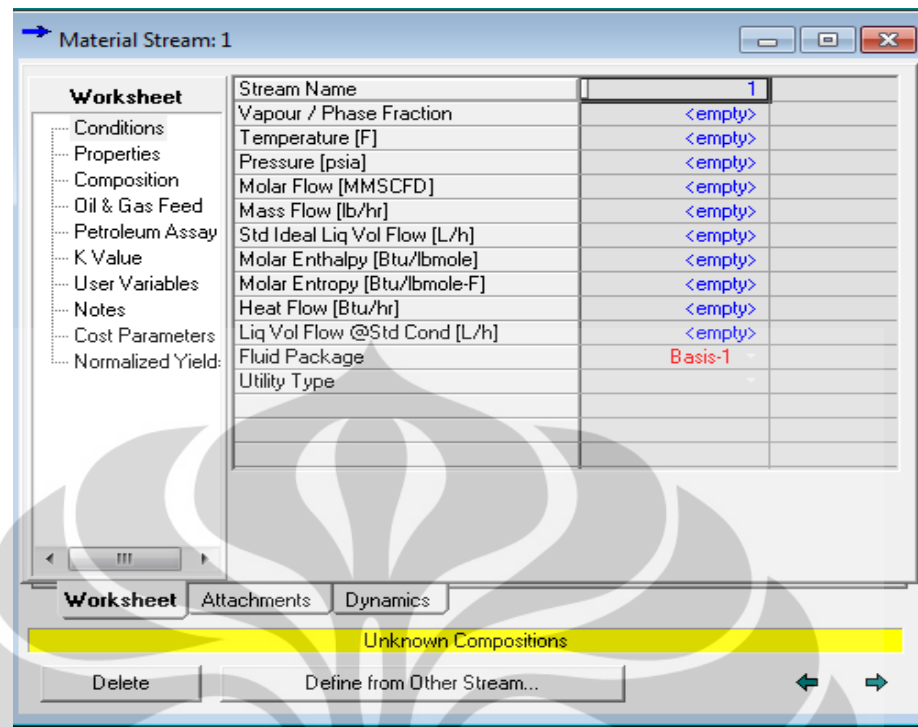 Material Stream: 1
Worksheet
Conditions
Properties
Composition
Oil & Gas Feed
Petroleum Assay
K Value
User Variables
Notes
Cost Parameters
Normalized Yields
Stream Name 1
Vapour / Phase Fraction <empty>
Temperature [F] <empty>
Pressure [psia] <empty>
Molar Flow [MMSCFD] <empty>
Mass Flow [lb/hr] <empty>
Std Ideal Liq Vol Flow [L/h] <empty>
Molar Enthalpy [Btu/lbmole] <empty>
Molar Entropy [Btu/lbmole-F] <empty>
Heat Flow [Btu/hr] <empty>
Liq Vol Flow @Std Cond [L/h] <empty>
Fluid Package Basis-1
Utility Type
Worksheet Attachments Dynamics
Unknown Compositions
Delete Define from Other Stream...